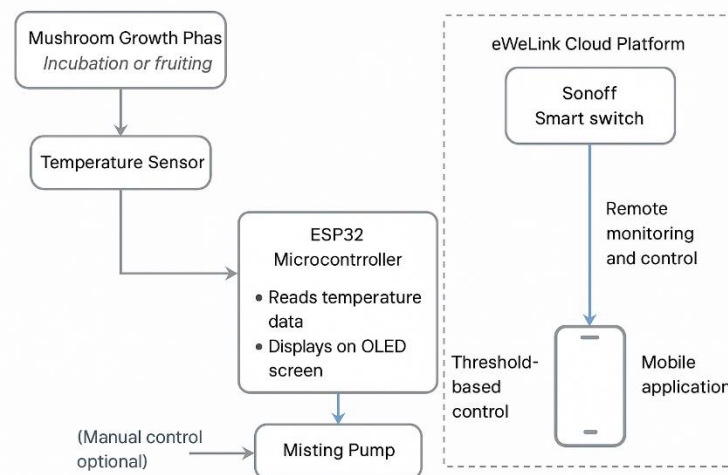 Mushroom Growth Phas
Incubation or fruiting
Temperature Sensor
ESP32
Microcontrroller
• Reads temperature
data
• Displays on OLED
screen
(Manual control
optional)
Misting Pump
eWeLink Cloud Platform
Sonoff
Smart switch
Remote
monitoring
and control
Threshold-
based
control
Mobile
application